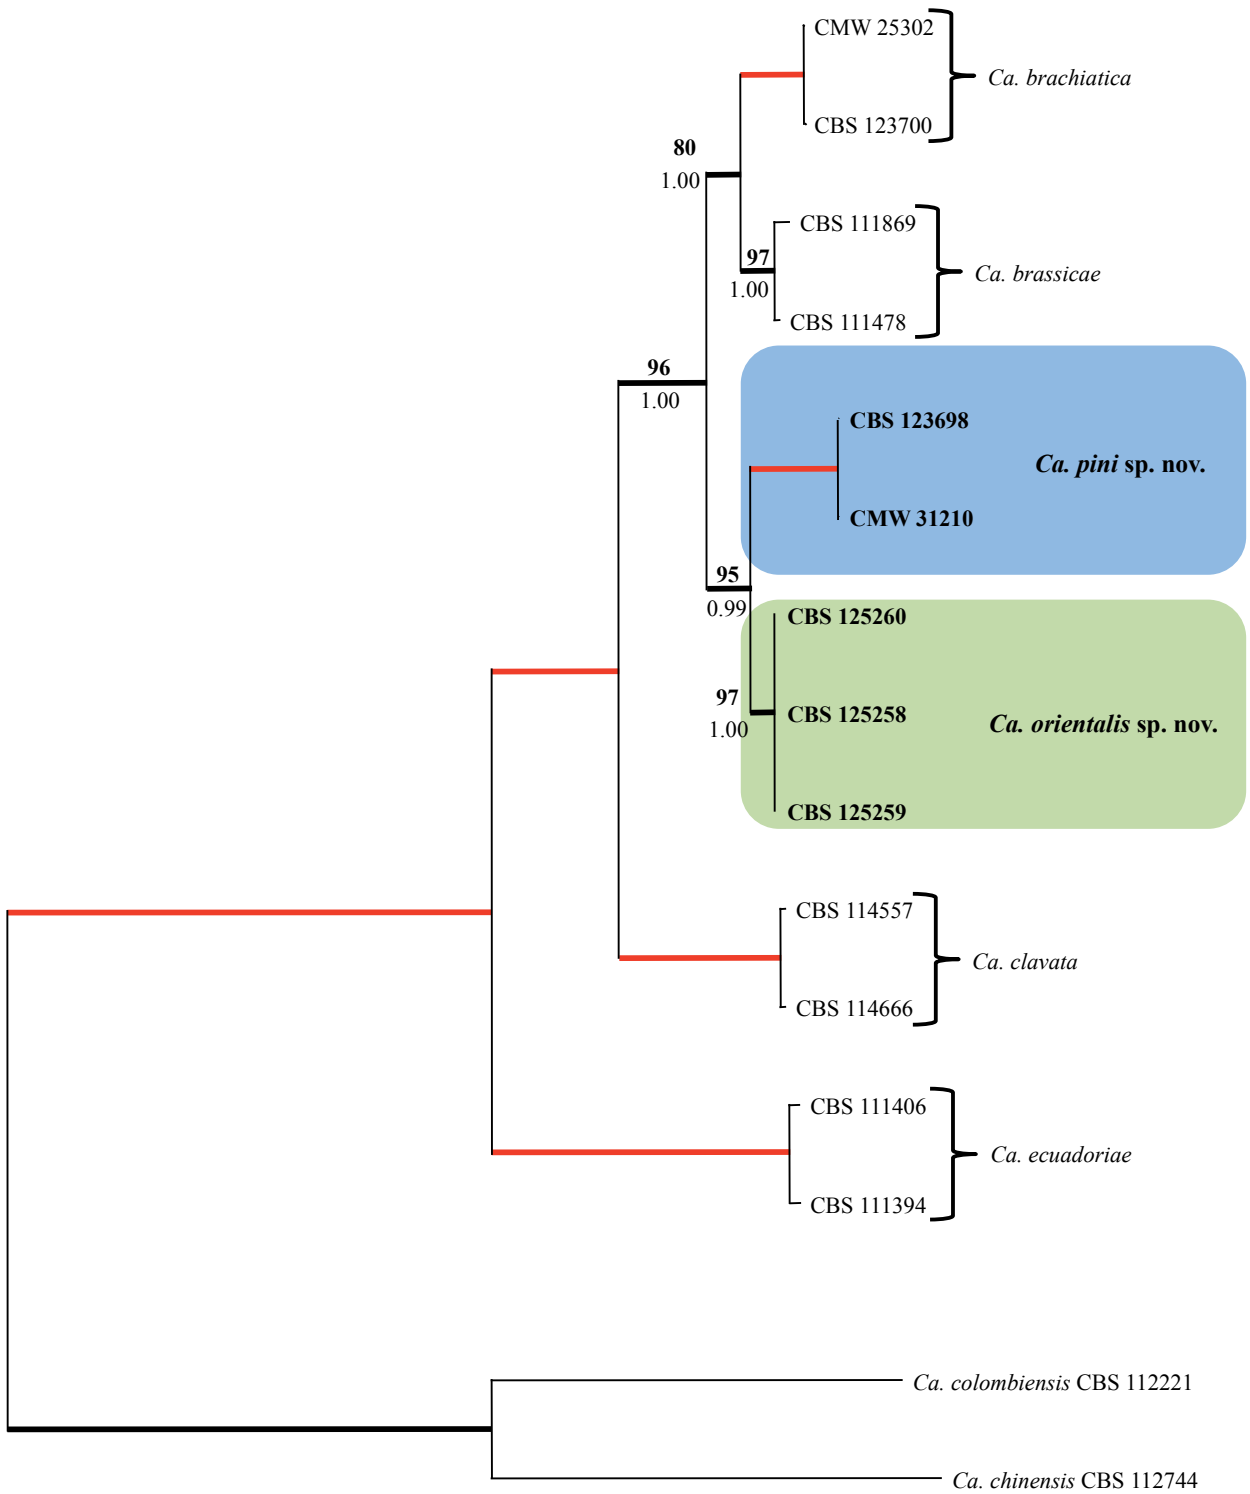 CMW 25302
Ca. brachiatica
CBS 123700
80
1.00
CBS 111869
97
1.00
Ca. brassicae
CBS 111478
96
1.00
CBS 123698
Ca. pini sp. nov.
CMW 31210
95
0.99
CBS 125260
97
1.00
CBS 125258
Ca. orientalis sp. nov.
CBS 125259
CBS 114557
Ca. clavata
CBS 114666
CBS 111406
Ca. ecuadoriae
CBS 111394
Ca. colombiensis CBS 112221
Ca. chinensis CBS 112744